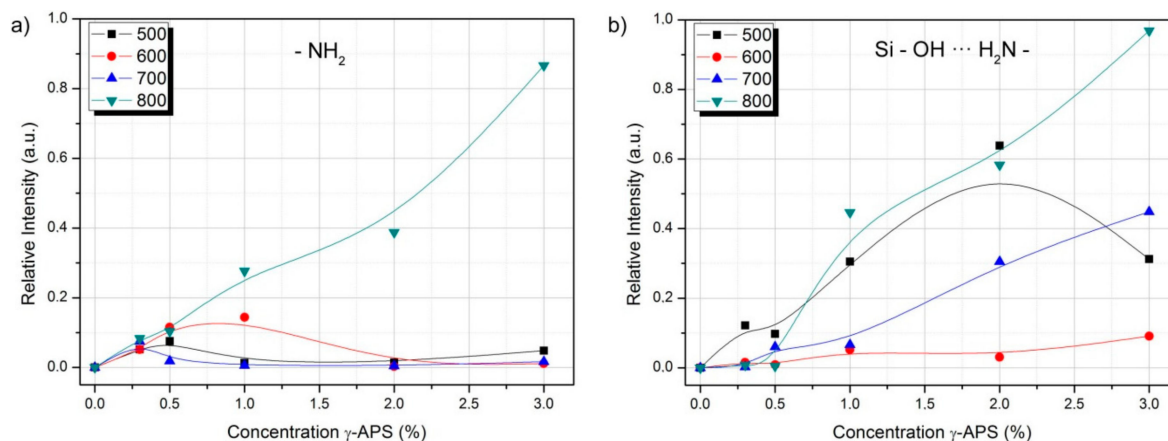 a)
500
600
700
800
- NH₂
1.0
0.8
0.6
0.4
0.2
0.0
Relative Intensity (a.u.)
0.0 0.5 1.0 1.5 2.0 2.5 3.0
Concentration γ-APS (%)
b)
500
600
700
800
Si - OH ··· H₂N -
1.0
0.8
0.6
0.4
0.2
0.0
Relative Intensity (a.u.)
0.0 0.5 1.0 1.5 2.0 2.5 3.0
Concentration γ-APS (%)